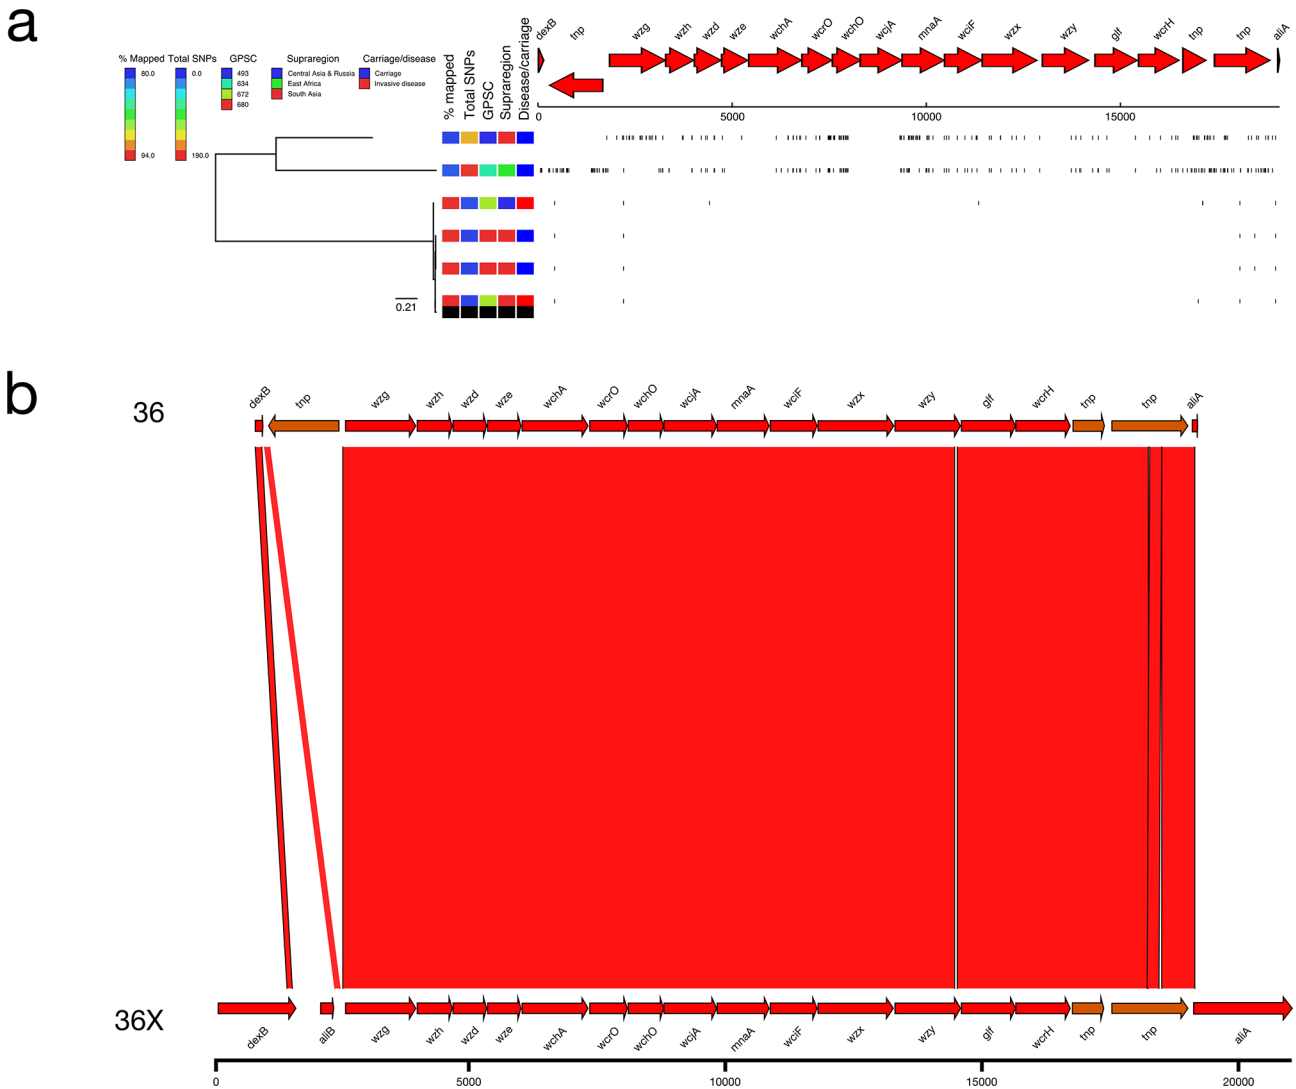 a
dexB tnp wzg wzh wzd wze wchA wcrO wchO wcjA mnaA wciF wzx wzy glf wcrH tnp tnp aliA
% Mapped Total SNPs GPSC Supraregion Carriage/disease
80.0 0.0 493 Central Asia & Russia Carriage
634 East Africa Invasive disease
672 South Asia
680
94.0 190.0
% mapped
Total SNPs
GPSC
Supraregion
Disease/carriage
0 5000 10000 15000
0.21
b
36
dexB tnp wzg wzh wzd wze wchA wcrO wchO wcjA mnaA wciF wzx wzy glf wcrH tnp tnp aliA
36X
dexB aliB wzg wzh wzd wze wchA wcrO wchO wcjA mnaA wciF wzx wzy glf wcrH tnp tnp aliA
0 5000 10000 15000 20000